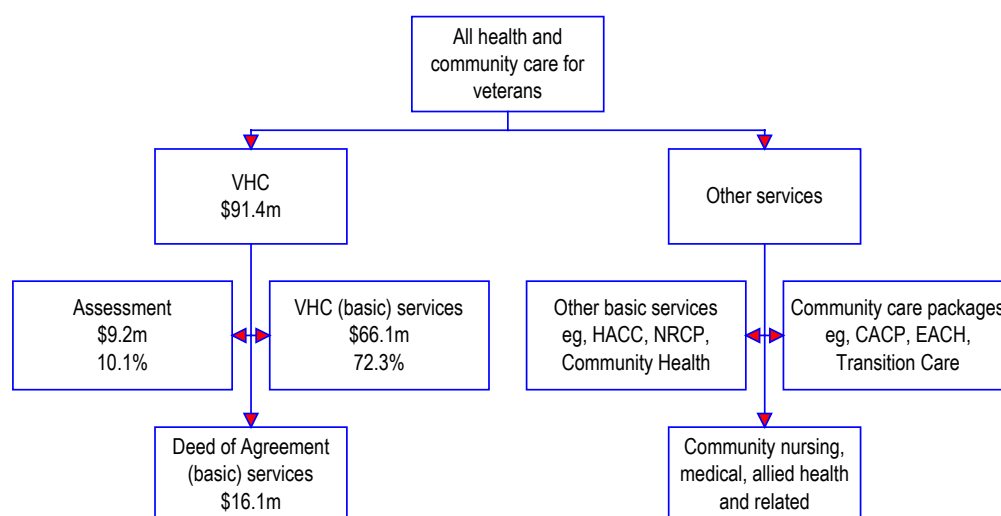 All health and
community care for
veterans
VHC
$91.4m
Other services
Assessment
$9.2m
10.1%
VHC (basic) services
$66.1m
72.3%
Other basic services
eg, HACC, NRCP,
Community Health
Community care packages
eg, CACP, EACH,
Transition Care
Deed of Agreement
(basic) services
$16.1m
Community nursing,
medical, allied health
and related